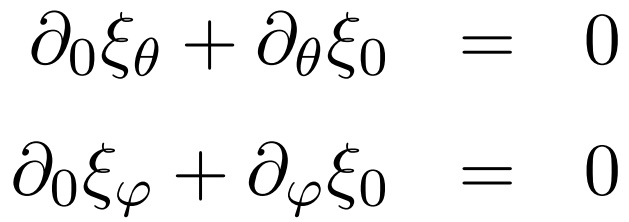 ∂₀ξ_θ + ∂_θξ₀ = 0
∂₀ξ_φ + ∂_φξ₀ = 0